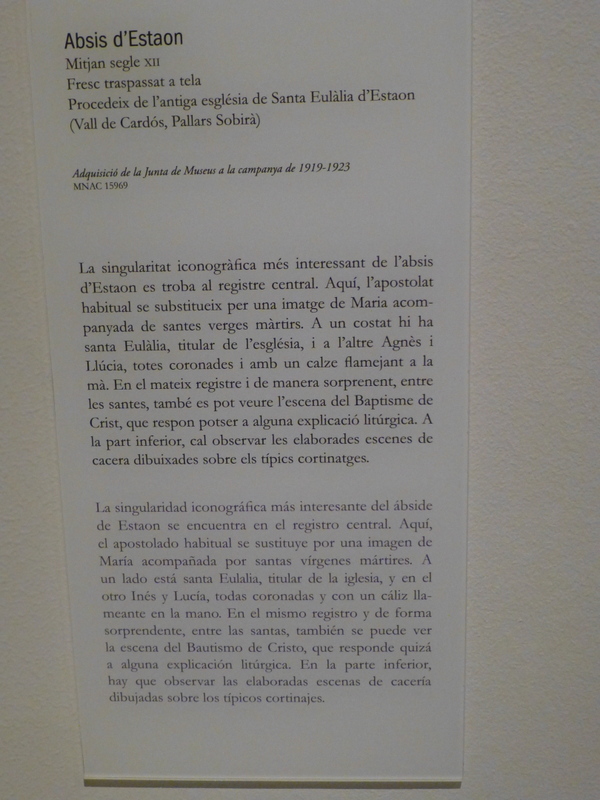 Absis d'Estaon
Mitjan segle XII
Fresc traspassat a tela
Procedeix de l'antiga església de Santa Eulàlia d'Estaon
(Vall de Cardós, Pallars Sobirà)
Adquisició de la Junta de Museus a la campanya de 1919-1923
MNAC 15969
La singularitat iconogràfica més interessant de l'absis
d'Estaon es troba al registre central. Aquí, l'apostolat
habitual se substitueix per una imatge de Maria acom-
panyada de santes verges màrtirs. A un costat hi ha
santa Eulàlia, titular de l'església, i a l'altre Agnès i
Llúcia, totes coronades i amb un calze flamejant a la
mà. En el mateix registre i de manera sorprenent, entre
les santes, també es pot veure l'escena del Baptisme de
Crist, que respon potser a alguna explicació litúrgica. A
la part inferior, cal observar les elaborades escenes de
cacera dibuixades sobre els típics cortinatges.
La singularidad iconográfica más interesante del ábside
de Estaon se encuentra en el registro central. Aquí,
el apostolado habitual se sustituye por una imagen de
María acompañada por santas vírgenes mártires. A
un lado está santa Eulalia, titular de la iglesia, y en el
otro Inés y Lucía, todas coronadas y con un cáliz lla-
meante en la mano. En el mismo registro y de forma
sorprendente, entre las santas, también se puede ver
la escena del Bautismo de Cristo, que responde quizá
a alguna explicación litúrgica. En la parte inferior,
hay que observar las elaboradas escenas de cacería
dibujadas sobre los típicos cortinajes.